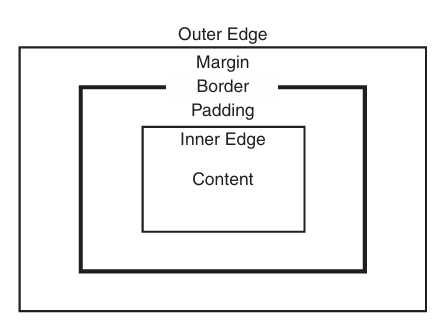 Outer Edge
Margin
Border
Padding
Inner Edge
Content